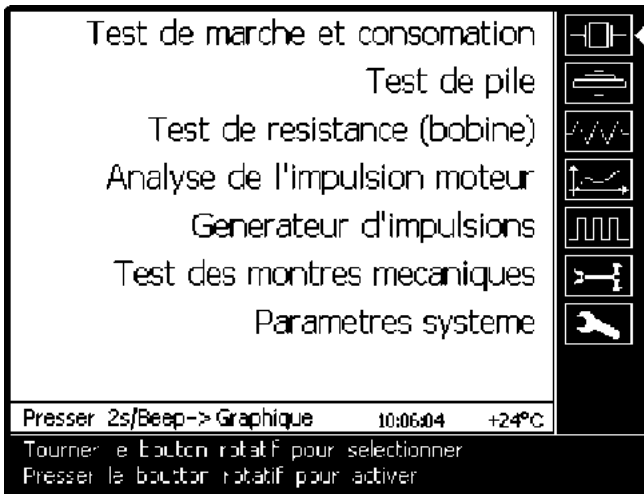 Test de marche et consomation
Test de pile
Test de resistance (bobine)
Analyse de l'impulsion moteur
Generateur d'impulsions
Test des montres mecaniques
Parametres systeme
Presser 2s/Beep-> Graphique 10:06:04 +24°C
Tourner le bouton rotatif pour selectionner
Presser le boutton rotatif pour activer